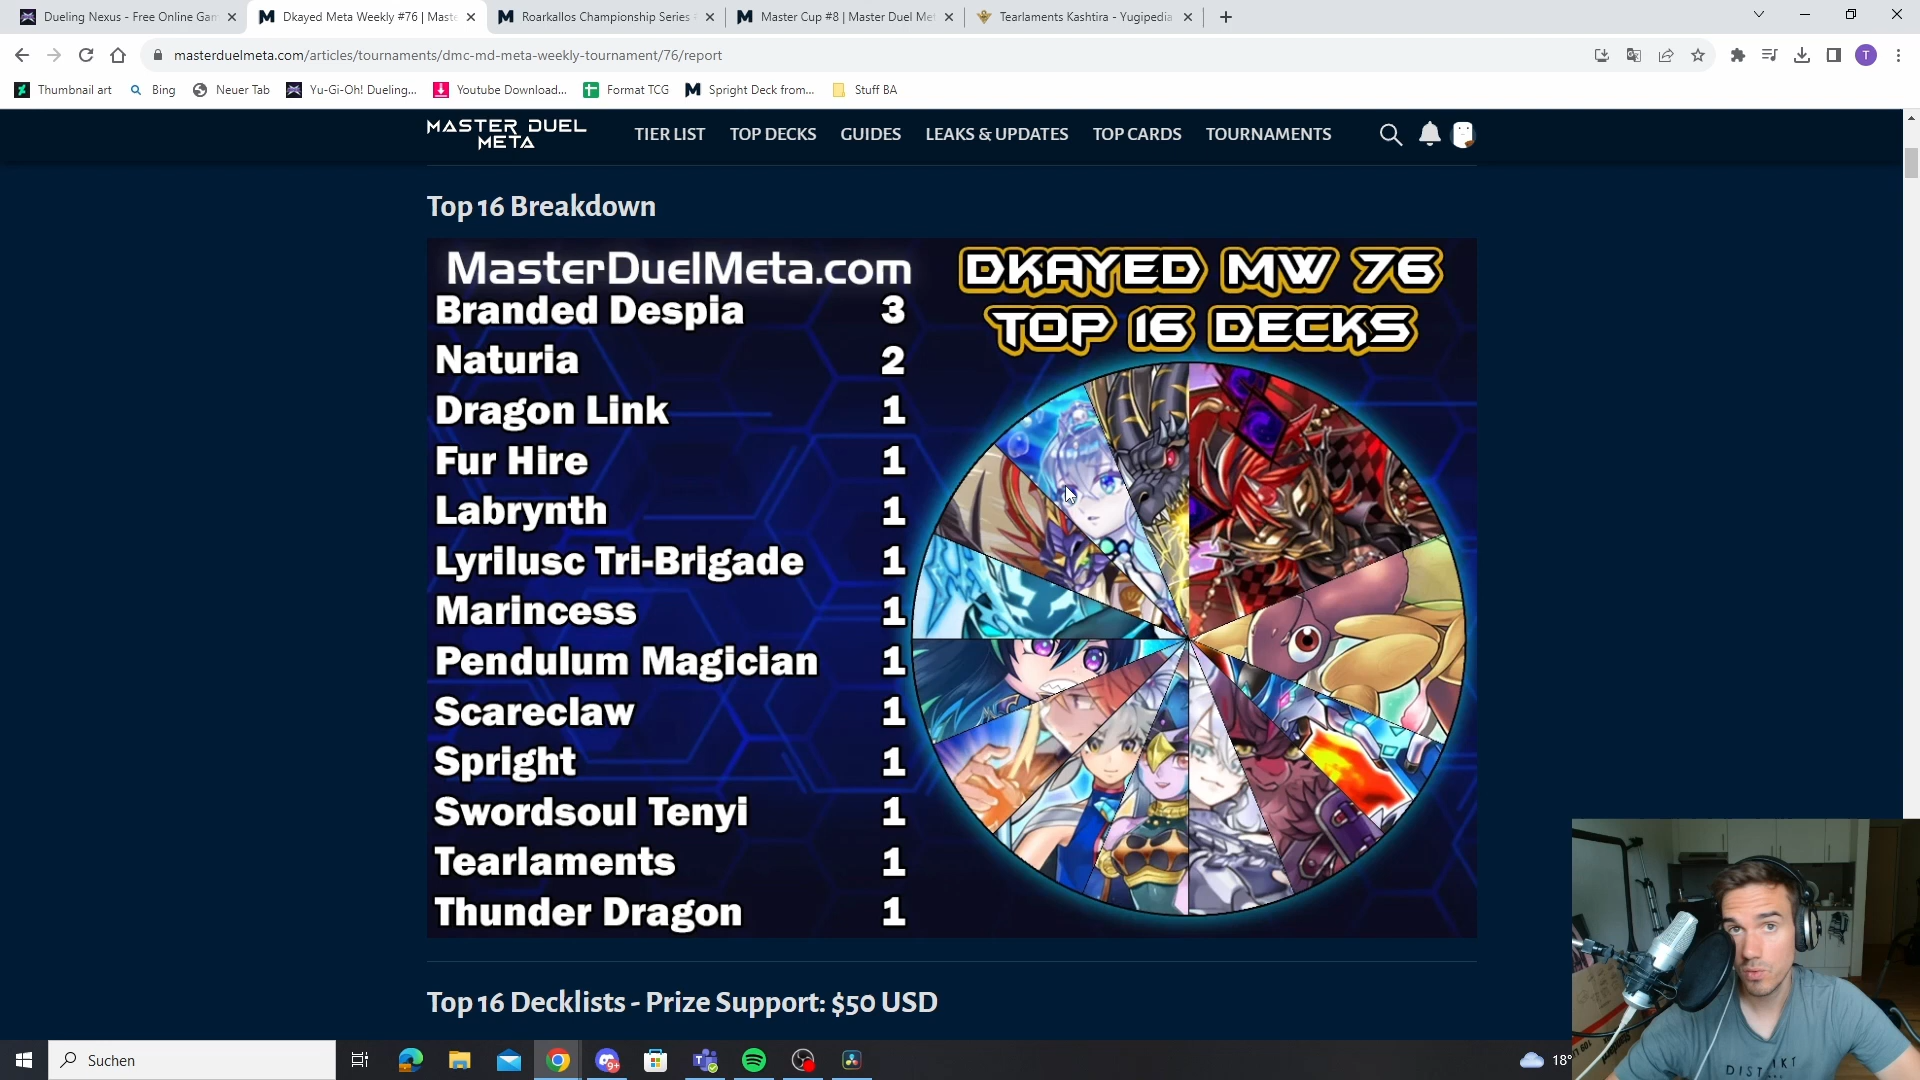 Dueling Nexus - Free Online Gam
Dkayed Meta Weekly #76 | Maste
Roarkallos Championship Series
Master Cup #8 | Master Duel Met
Tearlaments Kashtira - Yugipedia
masterduelmeta.com/articles/tournaments/dmc-md-meta-weekly-tournament/76/report
T
Thumbnail art
Bing
Neuer Tab
Yu-Gi-Oh! Dueling...
Youtube Download...
Format TCG
Spright Deck from...
Stuff BA
MASTER DUEL
META
TIER LIST
TOP DECKS
GUIDES
LEAKS & UPDATES
TOP CARDS
TOURNAMENTS
Top 16 Breakdown
MasterDuelMeta.com
DKAYED MW 76
TOP 16 DECKS
Branded Despia 3
Naturia 2
Dragon Link 1
Fur Hire 1
Labrynth 1
Lyrilusc Tri-Brigade 1
Marincess 1
Pendulum Magician 1
Scareclaw 1
Spright 1
Swordsoul Tenyi 1
Tearlaments 1
Thunder Dragon 1
Top 16 Decklists - Prize Support: $50 USD
Suchen
9+
18°